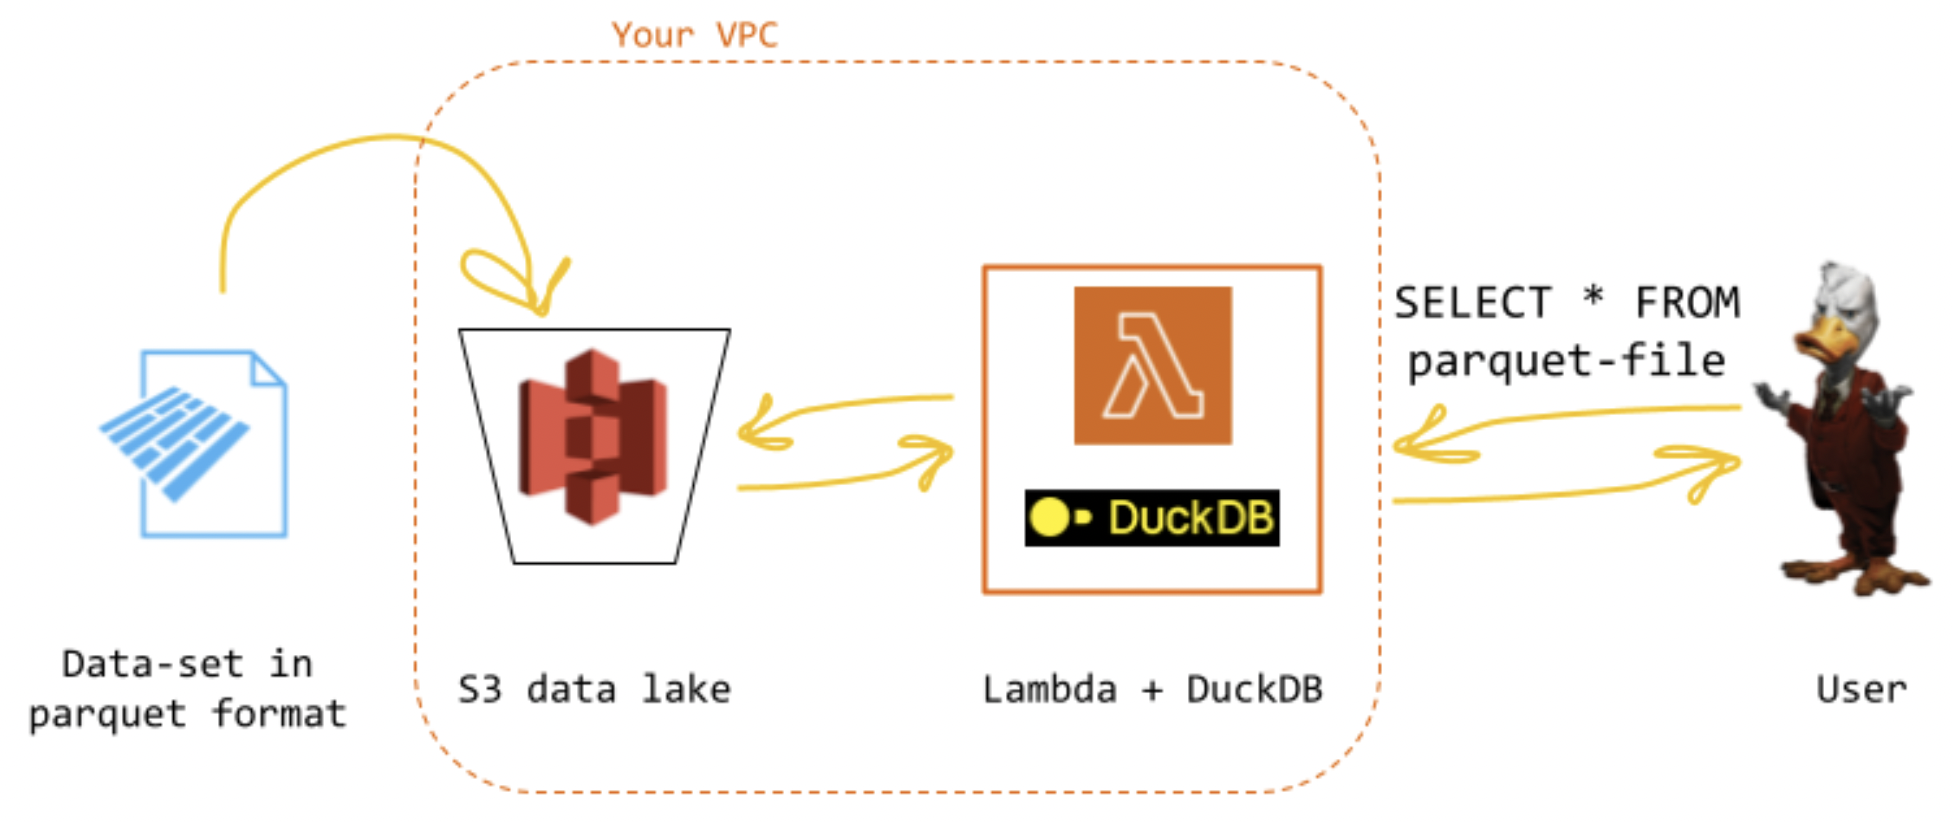 Your VPC
SELECT * FROM
parquet-file
DuckDB
Data-set in
parquet format
S3 data lake
Lambda + DuckDB
User